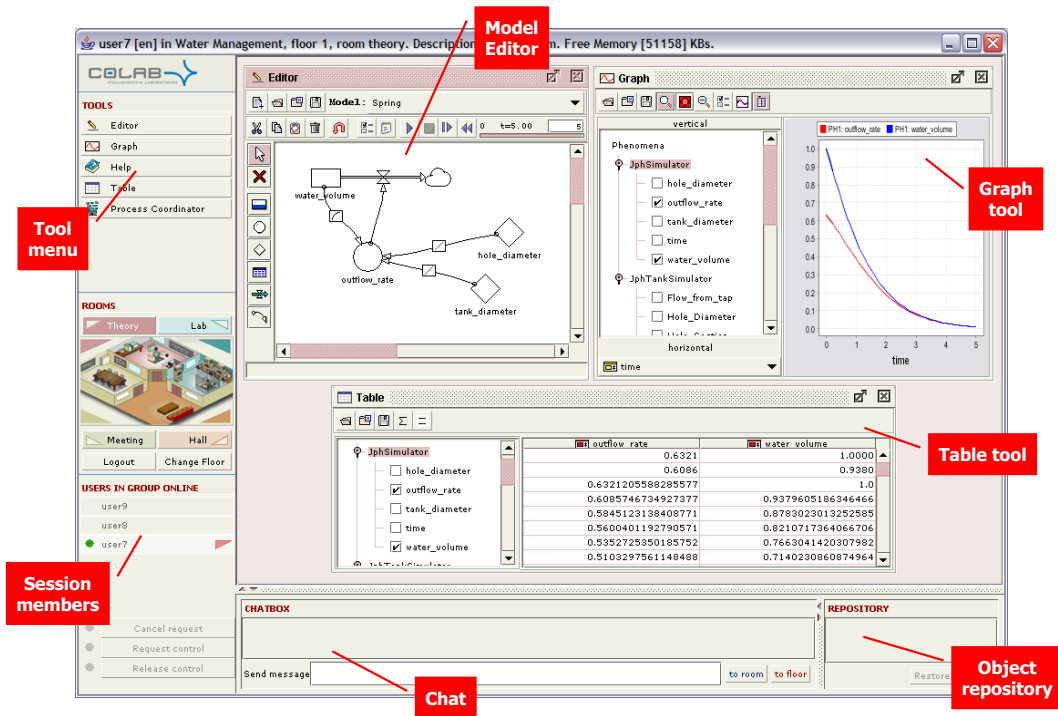 Model
Editor
user7 [en] in Water Management, floor 1, room theory. Description m. Free Memory [51158] KBs.
COLAB
TOOLS
Editor
Graph
Help
Table
Process Coordinator
Tool
menu
ROOMS
Theory
Lab
Meeting
Hall
Logout
Change Floor
USERS IN GROUP ONLINE
user9
user8
user7
Session
members
Cancel request
Request control
Release control
Editor
Model: Spring
0 t=5.00 5
water_volume
outflow_rate
hole_diameter
tank_diameter
Graph
vertical
Phenomena
JphSimulator
hole_diameter
outflow_rate
tank_diameter
time
water_volume
JphTankSimulator
Flow_from_tap
Hole_Diameter
horizontal
time
PH1: outflow_rate PH1: water_volume
1.0
0.9
0.8
0.7
0.6
0.5
0.4
0.3
0.2
0.1
0.0
0 1 2 3 4 5
time
Graph
tool
Table
JphSimulator
hole_diameter
outflow_rate
tank_diameter
time
water_volume
outflow rate water volume
0.6321 1.0000
0.6086 0.9380
0.6321205588285577 1.0
0.6085746734927377 0.9379605186346466
0.5845123138408771 0.8783023013252585
0.5600401192790571 0.8210717364066706
0.5352725350185752 0.7663041420307982
0.5103297561148488 0.7140230860874964
Table tool
CHATBOX
Send message
to room
to floor
Chat
REPOSITORY
Restore
Object
repository